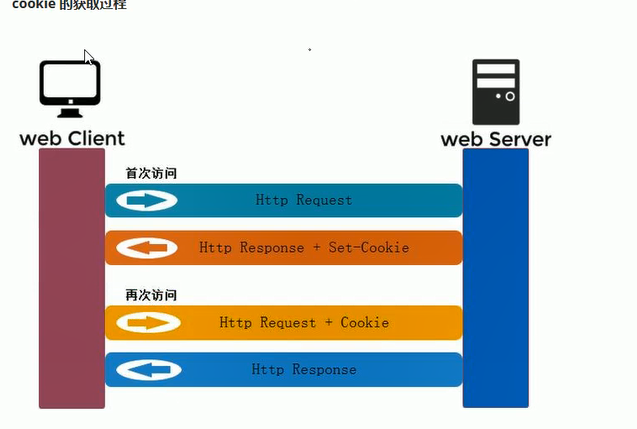 cookie 的获取过程
web Client
web Server
首次访问
Http Request
Http Response + Set-Cookie
再次访问
Http Request + Cookie
Http Response